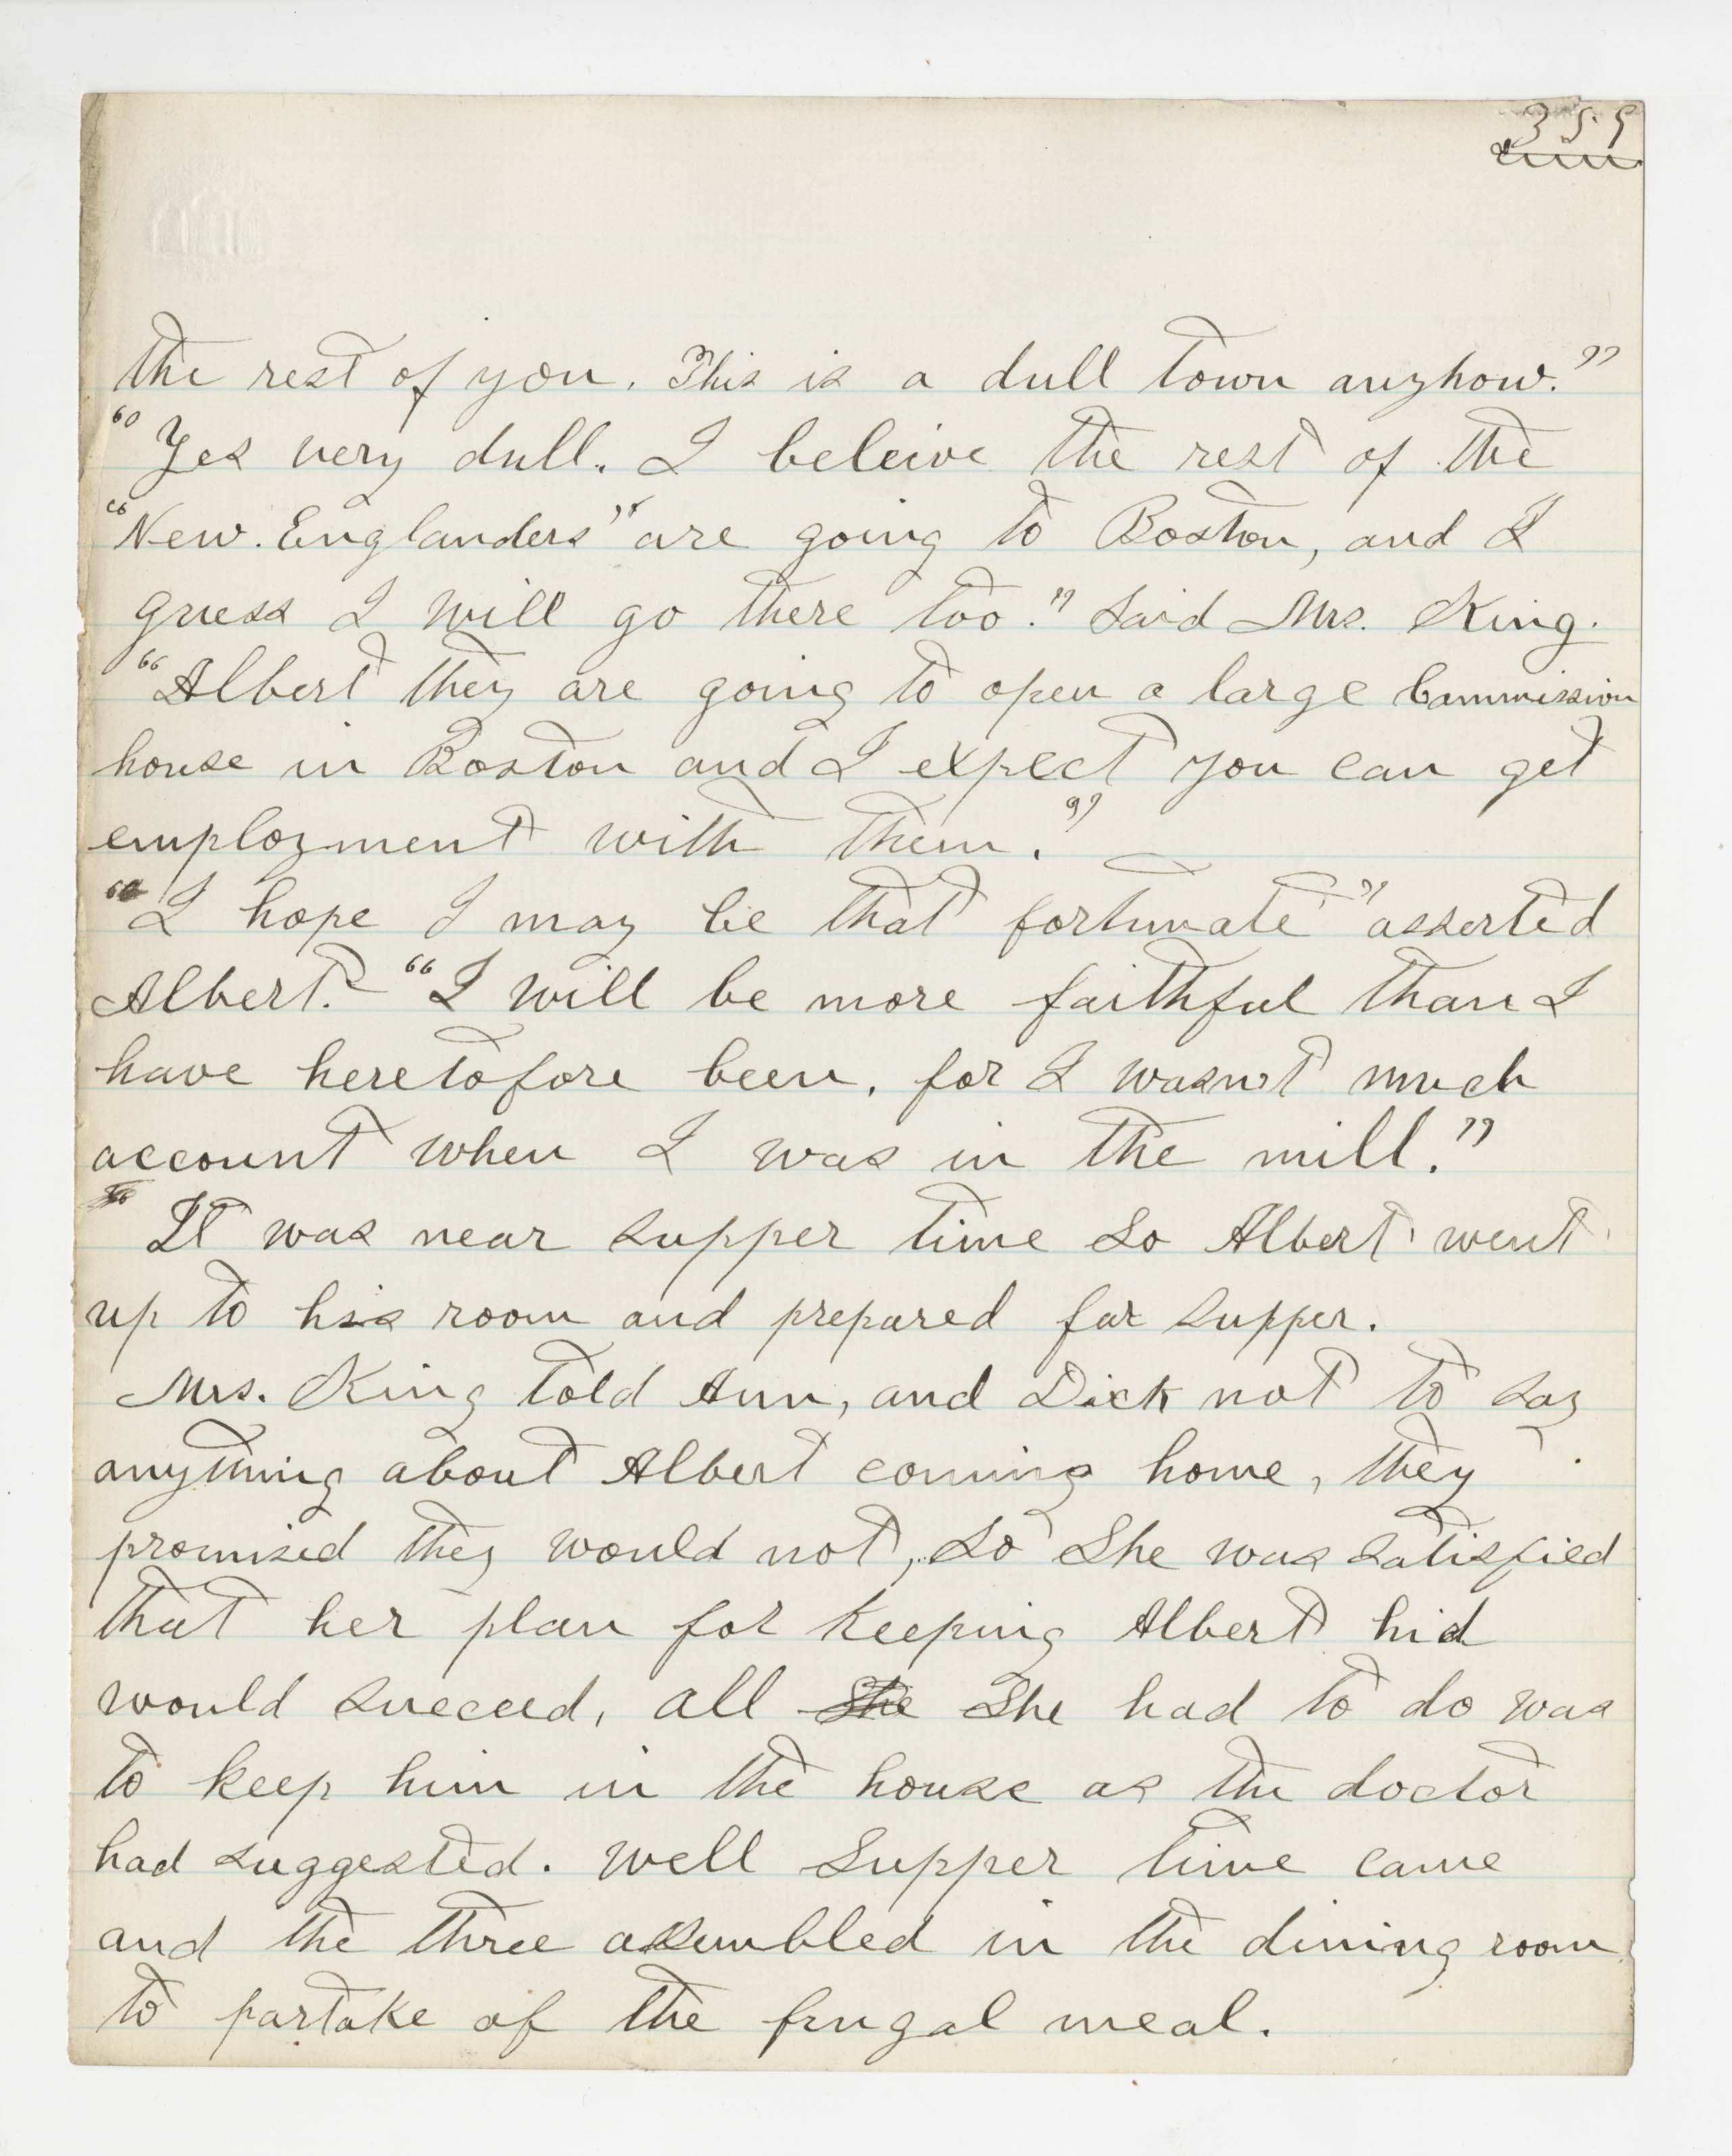 359
the rest of you. This is a dull town anyhow."
"Yes very dull. I beleive the rest of the
"New. Englanders" are going to Boston, and I
guess I will go there too." Said Mrs. King.
"Albert they are going to open a large Commission
house in Boston and I expect you can get
employment with them."
"I hope I may be that fortunate" asserted
Albert. "I will be more faithful than I
have heretofore been, for I wasn't much
account when I was in the mill."
It was near supper time So Albert went
up to his room and prepared for supper.
Mrs. King told Ann, and Dick not to say
anything about Albert coming home, they
promised they would not, So She was satisfied
that her plan for keeping Albert hid
would succeed, all She She had to do was
to keep him in the house as the doctor
had suggested. Well Supper time came
and the three assembled in the dining room
to partake of the frugal meal.